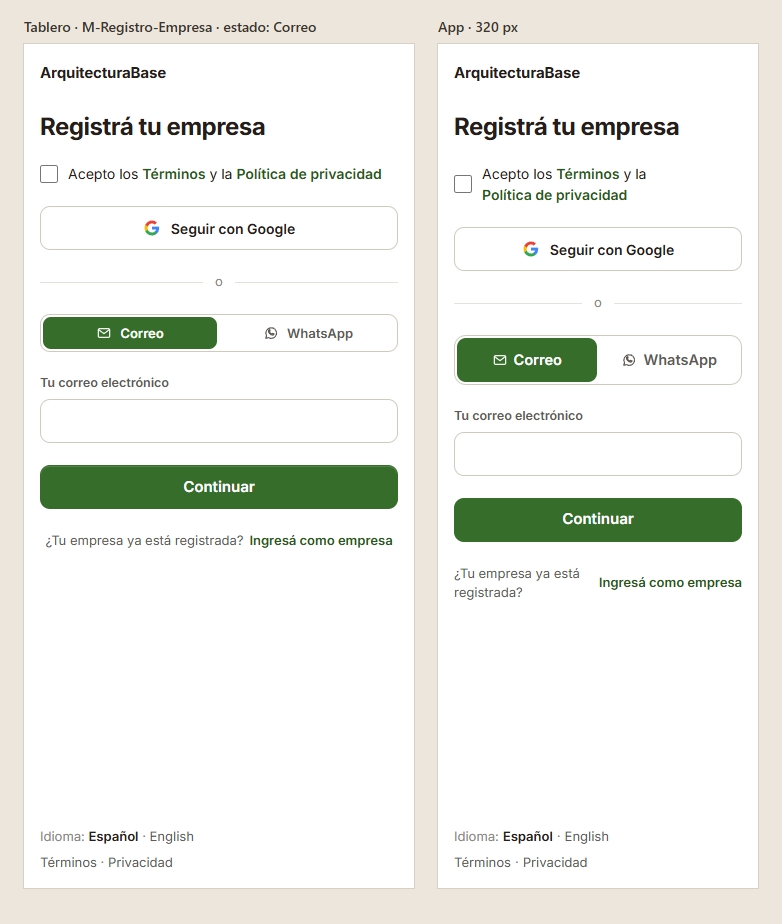 Tablero · M-Registro-Empresa · estado: Correo
ArquitecturaBase
Registrá tu empresa
Acepto los Términos y la Política de privacidad
Seguir con Google
o
Correo
WhatsApp
Tu correo electrónico
Continuar
¿Tu empresa ya está registrada? Ingresá como empresa
Idioma: Español · English
Términos · Privacidad
App · 320 px
ArquitecturaBase
Registrá tu empresa
Acepto los Términos y la
Política de privacidad
Seguir con Google
o
Correo
WhatsApp
Tu correo electrónico
Continuar
¿Tu empresa ya está
registrada?
Ingresá como empresa
Idioma: Español · English
Términos · Privacidad